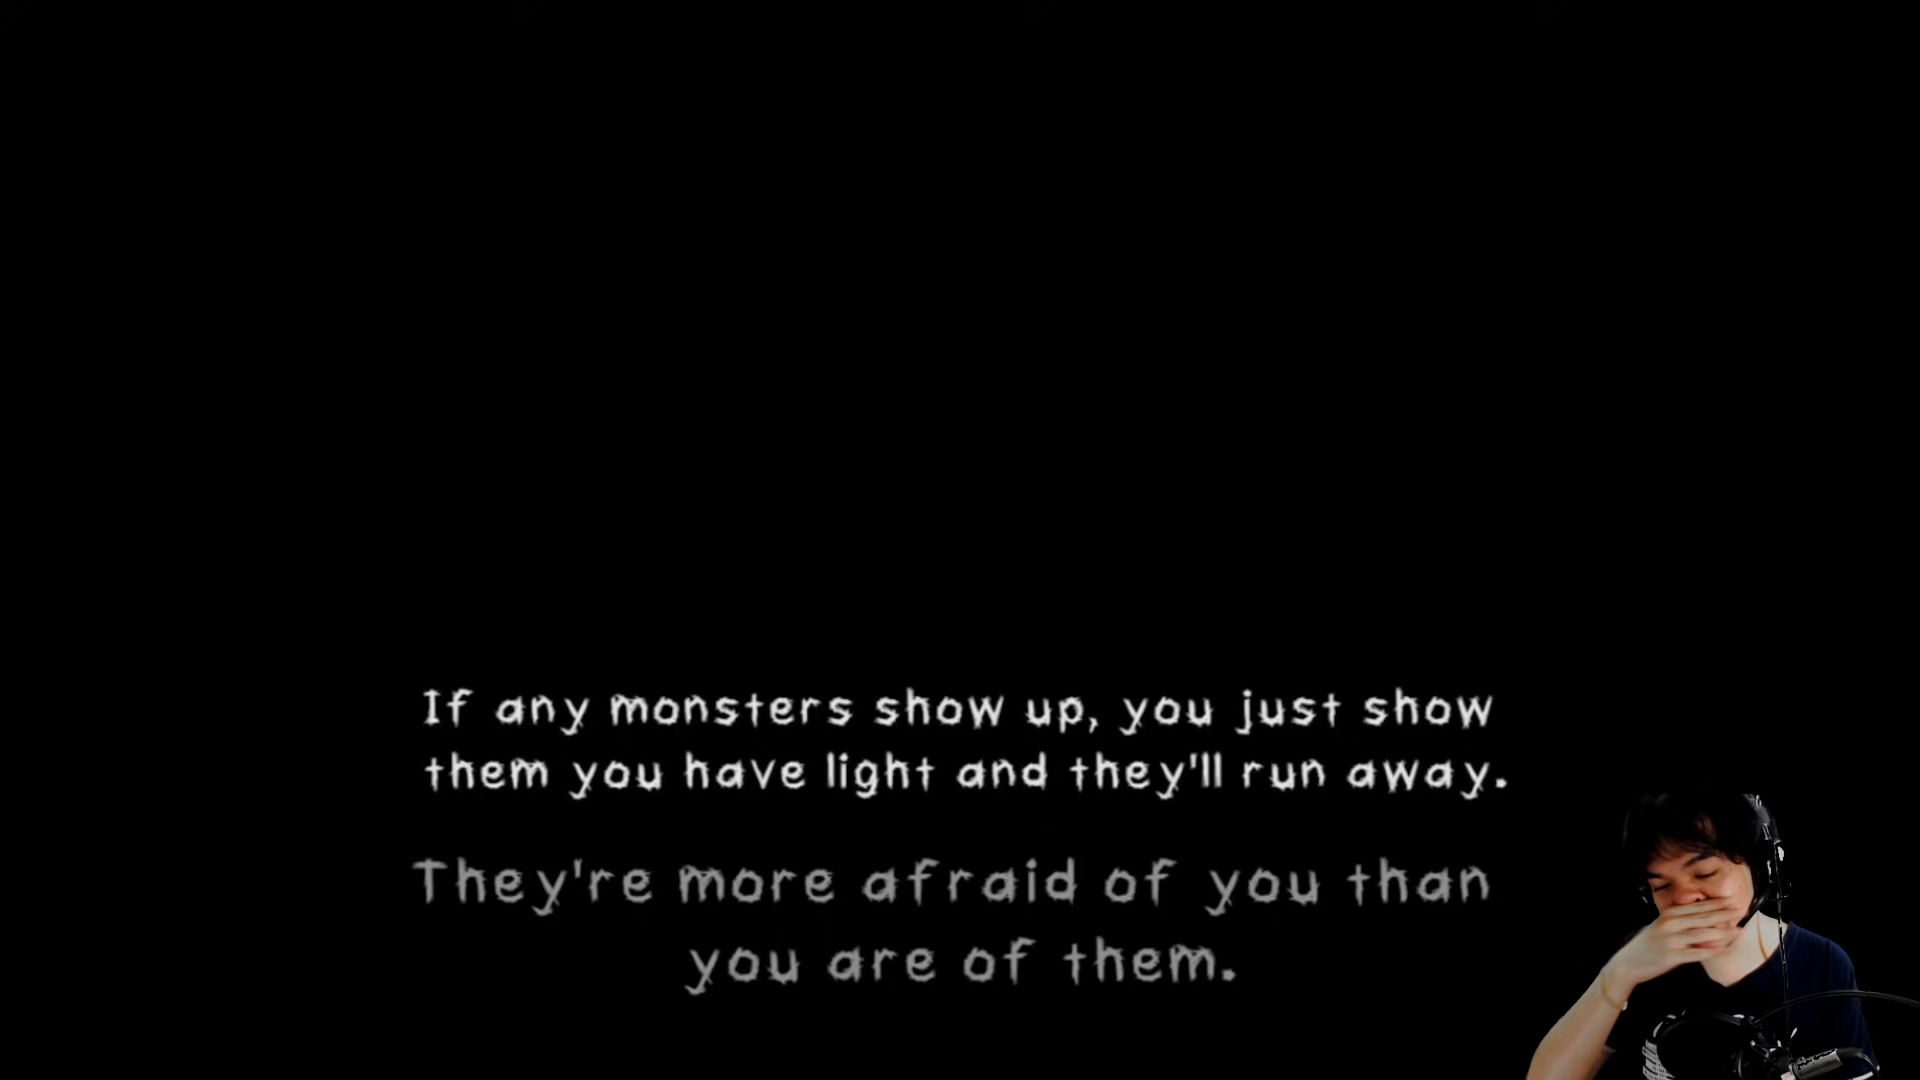 If any monsters show up, you just show
them you have light and they'll run away.
They're more afraid of you than
you are of them.